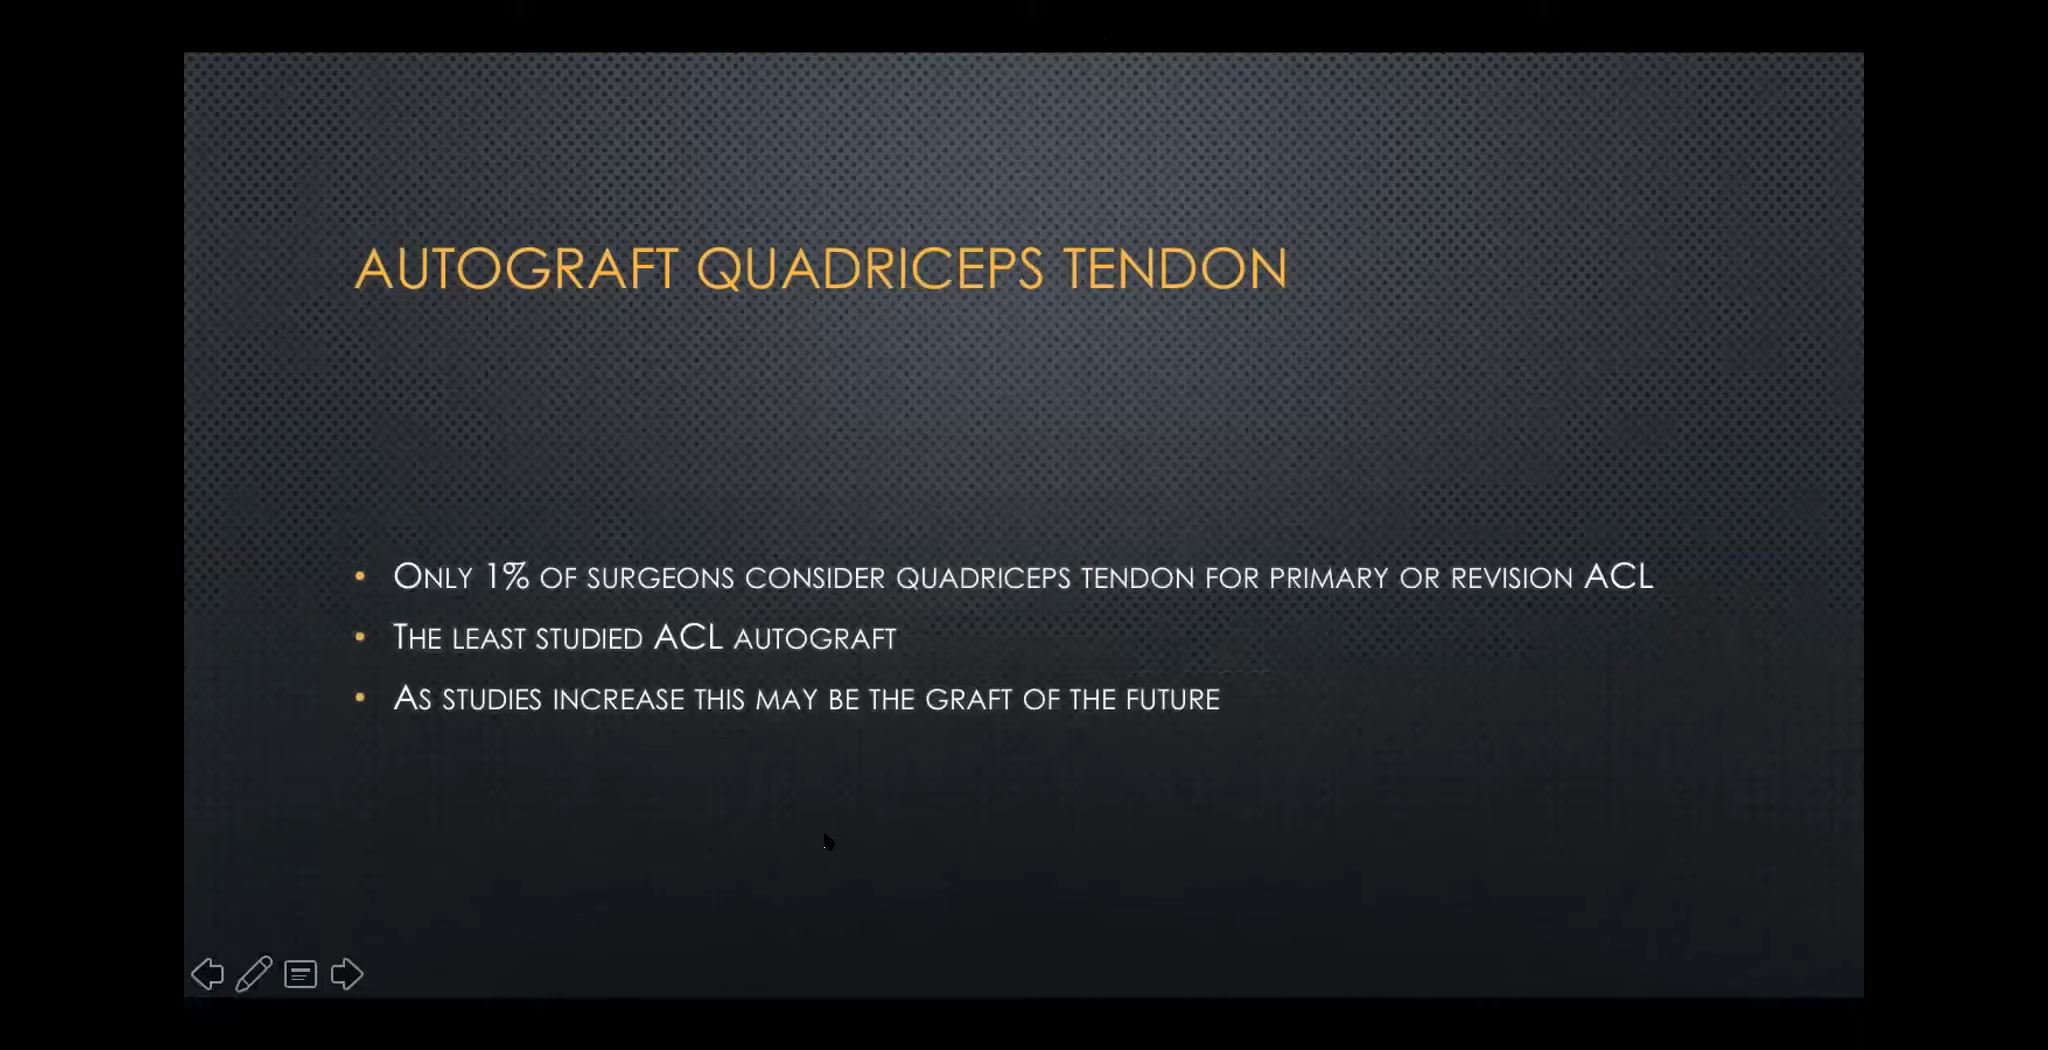 AUTOGRAFT QUADRICEPS TENDON
• ONLY 1% OF SURGEONS CONSIDER QUADRICEPS TENDON FOR PRIMARY OR REVISION ACL
• THE LEAST STUDIED ACL AUTOGRAFT
• AS STUDIES INCREASE THIS MAY BE THE GRAFT OF THE FUTURE